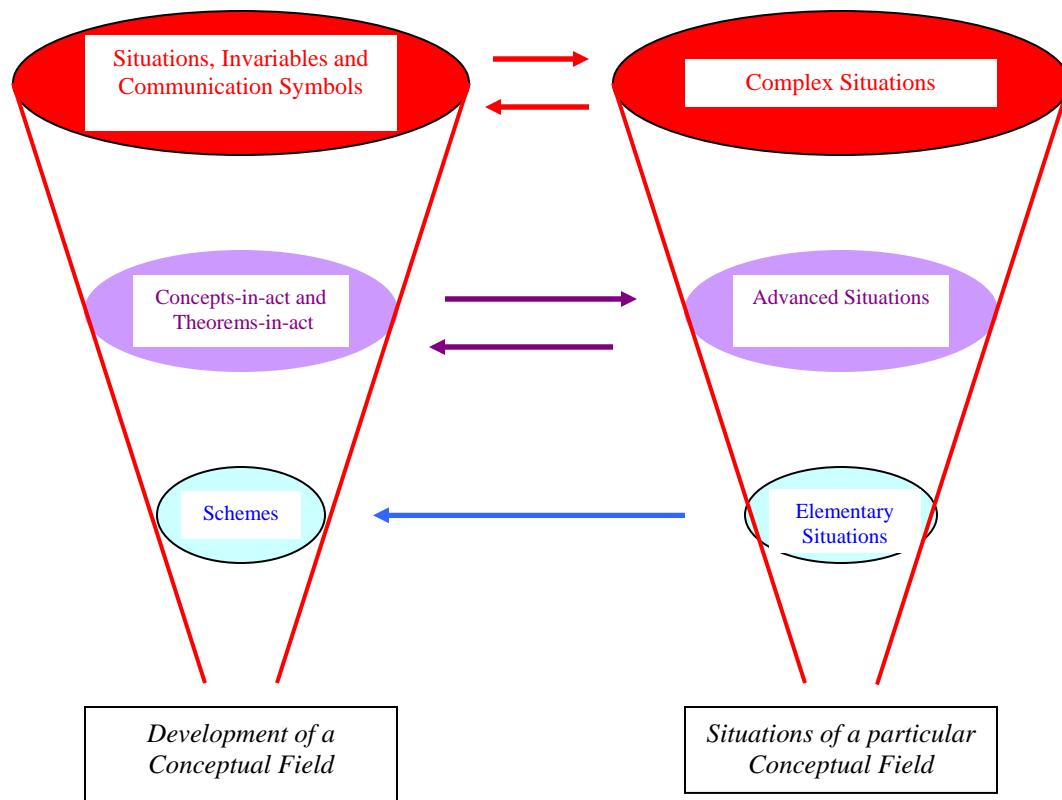 Situations, Invariables and
Communication Symbols
Complex Situations
Concepts-in-act and
Theorems-in-act
Advanced Situations
Schemes
Elementary
Situations
Development of a
Conceptual Field
Situations of a particular
Conceptual Field